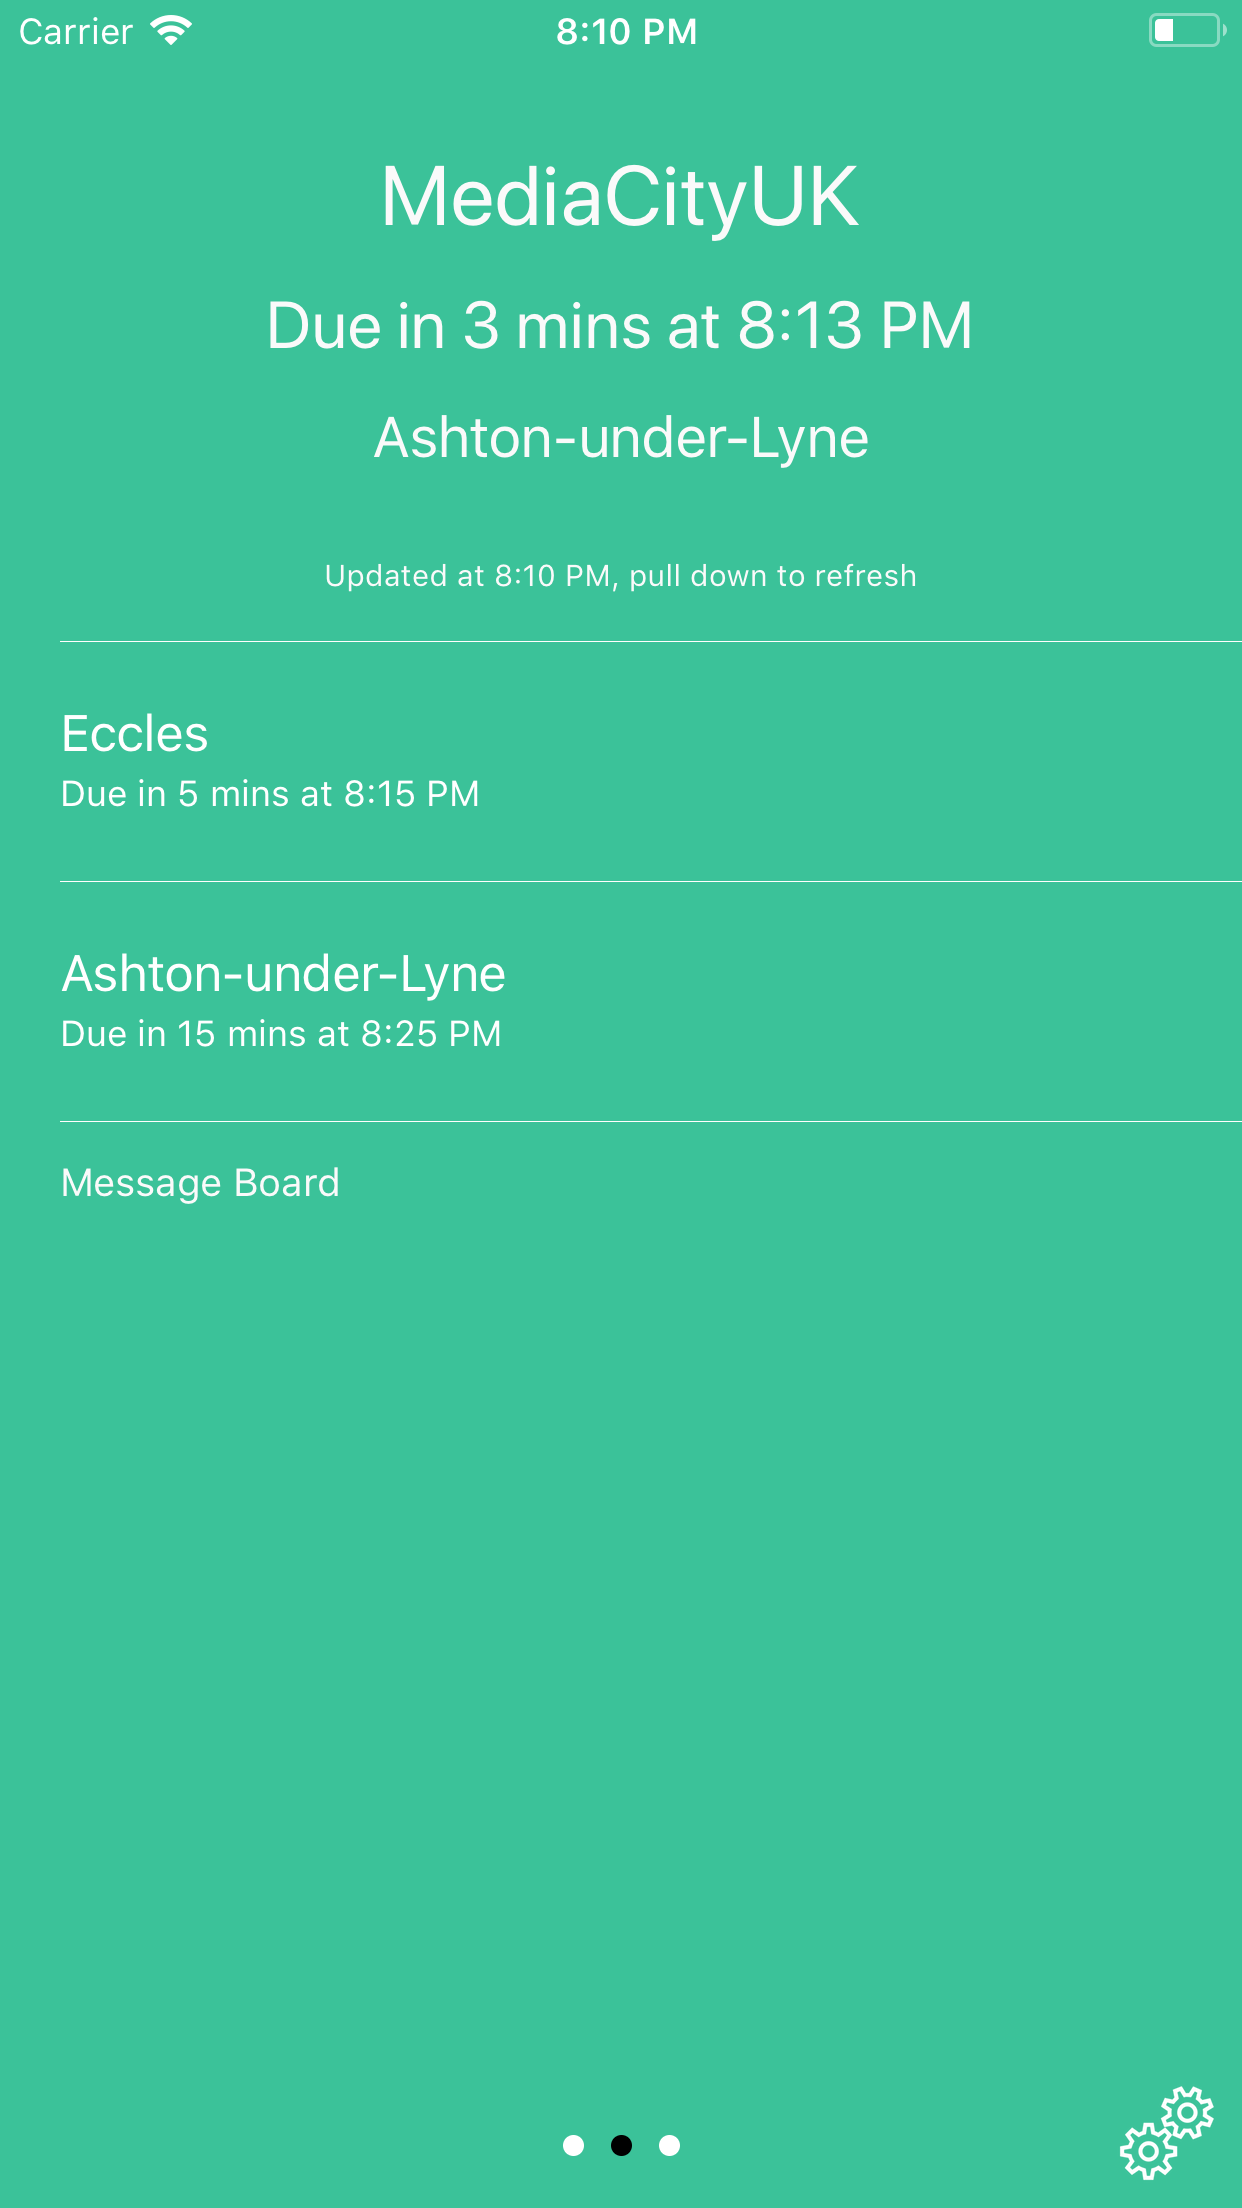 Carrier
8:10 PM
MediaCityUK
Due in 3 mins at 8:13 PM
Ashton-under-Lyne
Updated at 8:10 PM, pull down to refresh
Eccles
Due in 5 mins at 8:15 PM
Ashton-under-Lyne
Due in 15 mins at 8:25 PM
Message Board